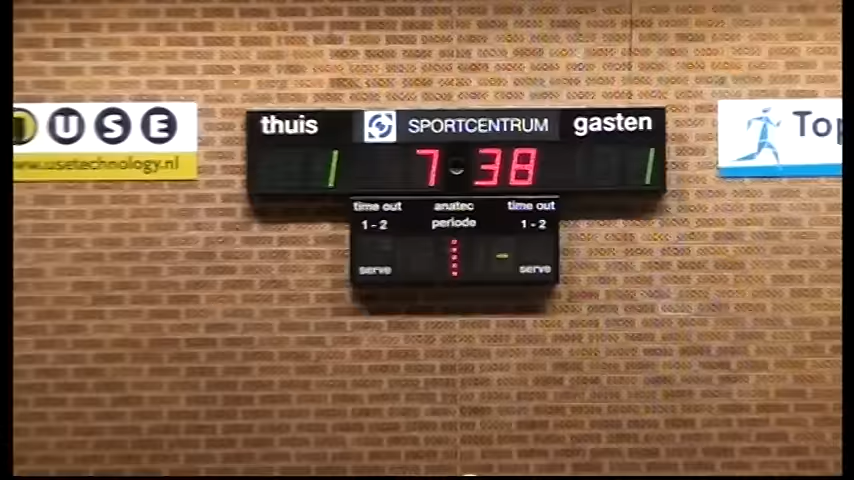 USE
www.usetechnology.nl
thuis SPORTCENTRUM gasten
1 7 38 1
time out anatec time out
1-2 periode 1-2
serve 1 - serve
Top